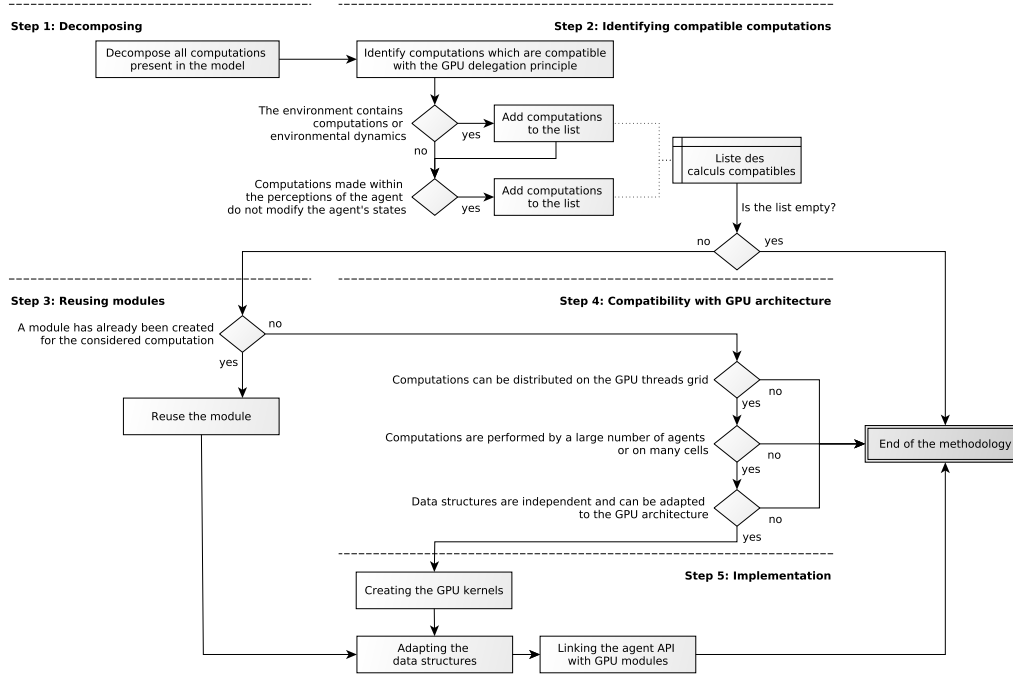 Step 1: Decomposing
Step 2: Identifying compatible computations
Decompose all computations
present in the model
Identify computations which are compatible
with the GPU delegation principle
The environment contains
computations or
environmental dynamics
yes
no
Add computations
to the list
Computations made within
the perceptions of the agent
do not modify the agent's states
yes
Add computations
to the list
Liste des
calculs compatibles
Is the list empty?
no
yes
Step 3: Reusing modules
Step 4: Compatibility with GPU architecture
A module has already been created
for the considered computation
no
yes
Reuse the module
Computations can be distributed on the GPU threads grid
no
yes
Computations are performed by a large number of agents
or on many cells
no
yes
Data structures are independent and can be adapted
to the GPU architecture
no
yes
End of the methodology
Step 5: Implementation
Creating the GPU kernels
Adapting the
data structures
Linking the agent API
with GPU modules